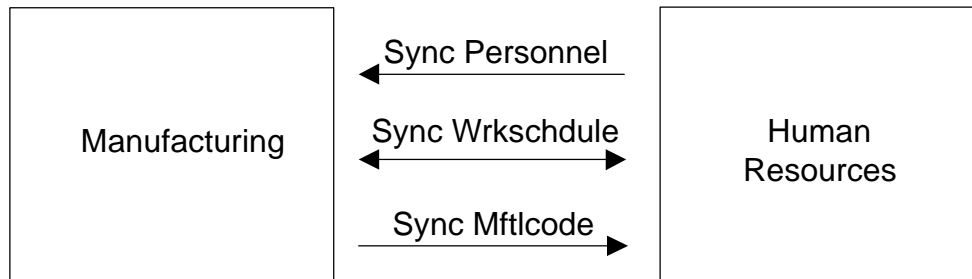 Sync Personnel
Manufacturing
Sync Wrkschdule
Human
Resources
Sync Mftlcode